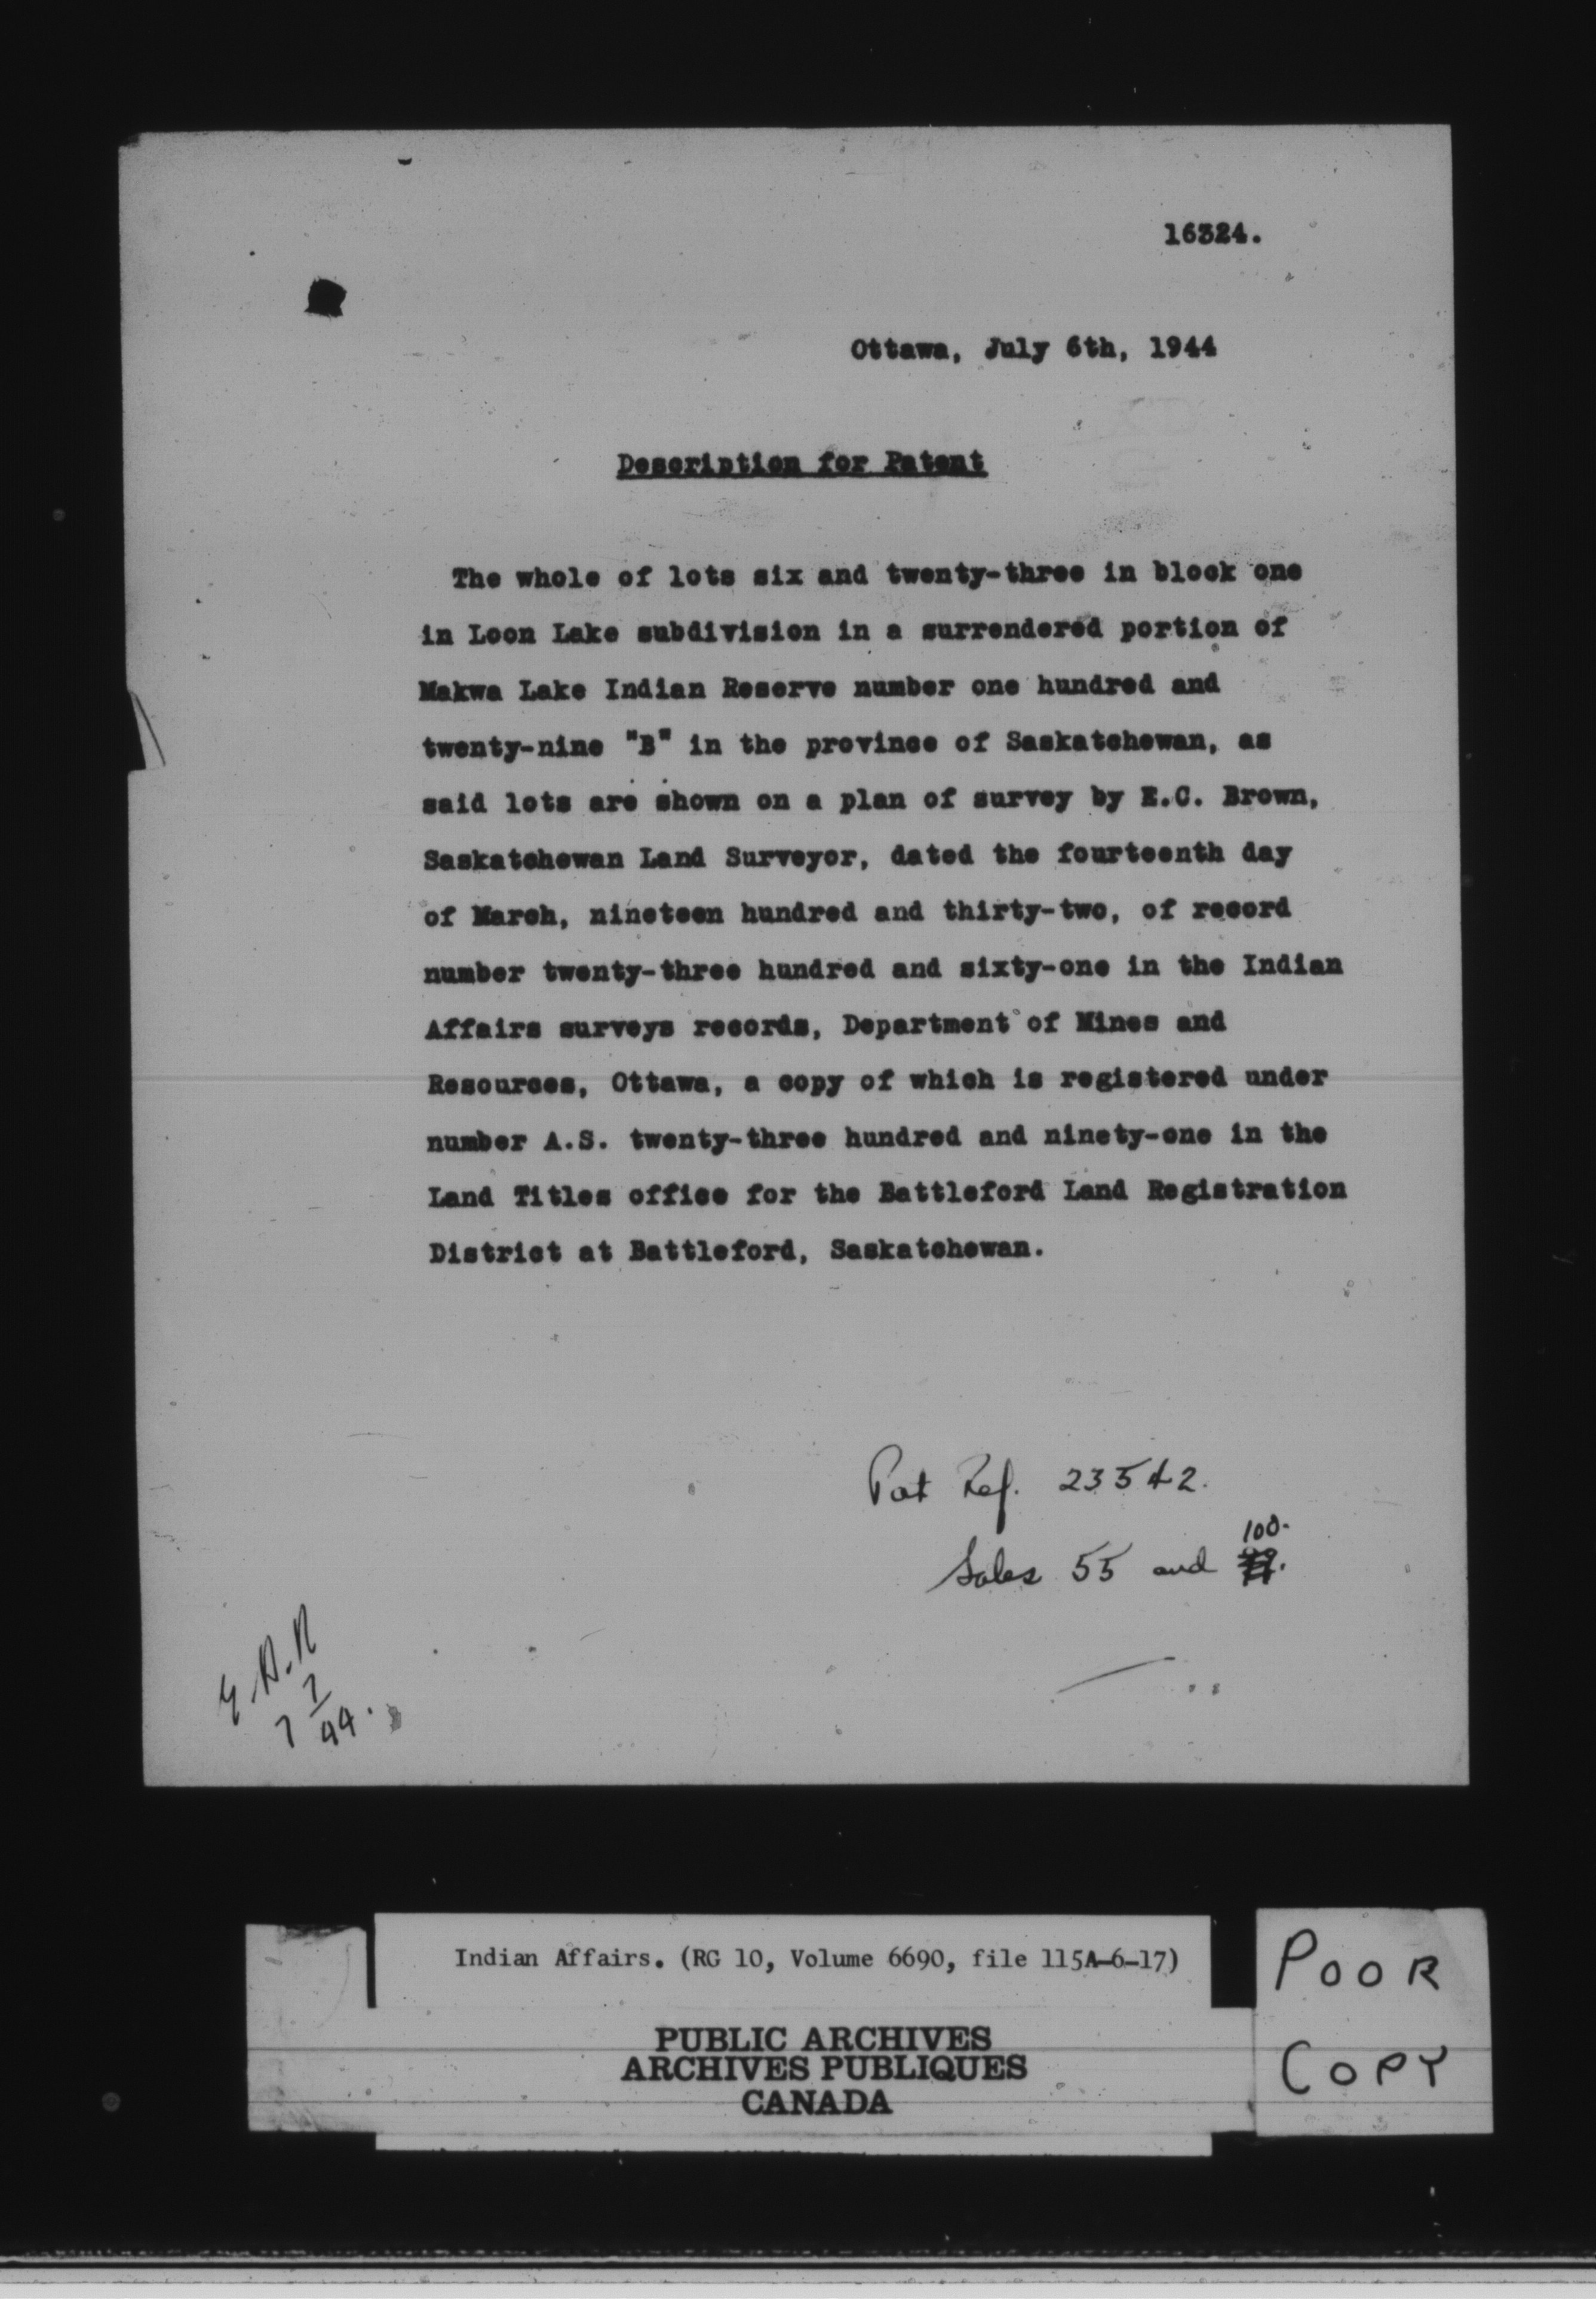 16324.
Ottawa, July 6th, 1944
Description for Patent
The whole of lots six and twenty-three in block one
in Loon Lake subdivision in a surrendered portion of
Makwa Lake Indian Reserve number one hundred and
twenty-nine "B" in the province of Saskatchewan, as
said lots are shown on a plan of survey by E.C. Brown,
Saskatchewan Land Surveyor, dated the fourteenth day
of March, nineteen hundred and thirty-two, of record
number twenty-three hundred and sixty-one in the Indian
Affairs surveys records, Department of Mines and
Resources, Ottawa, a copy of which is registered under
number A.S. twenty-three hundred and ninety-one in the
Land Titles office for the Battleford Land Registration
District at Battleford, Saskatchewan.
Pat Ref. 23542.
100.
Sales 55 and
7
7 44.
Indian Affairs. (RG 10, Volume 6690, file 115A-6-17)
PUBLIC ARCHIVES
ARCHIVES PUBLIQUES
CANADA
POOR
COPY